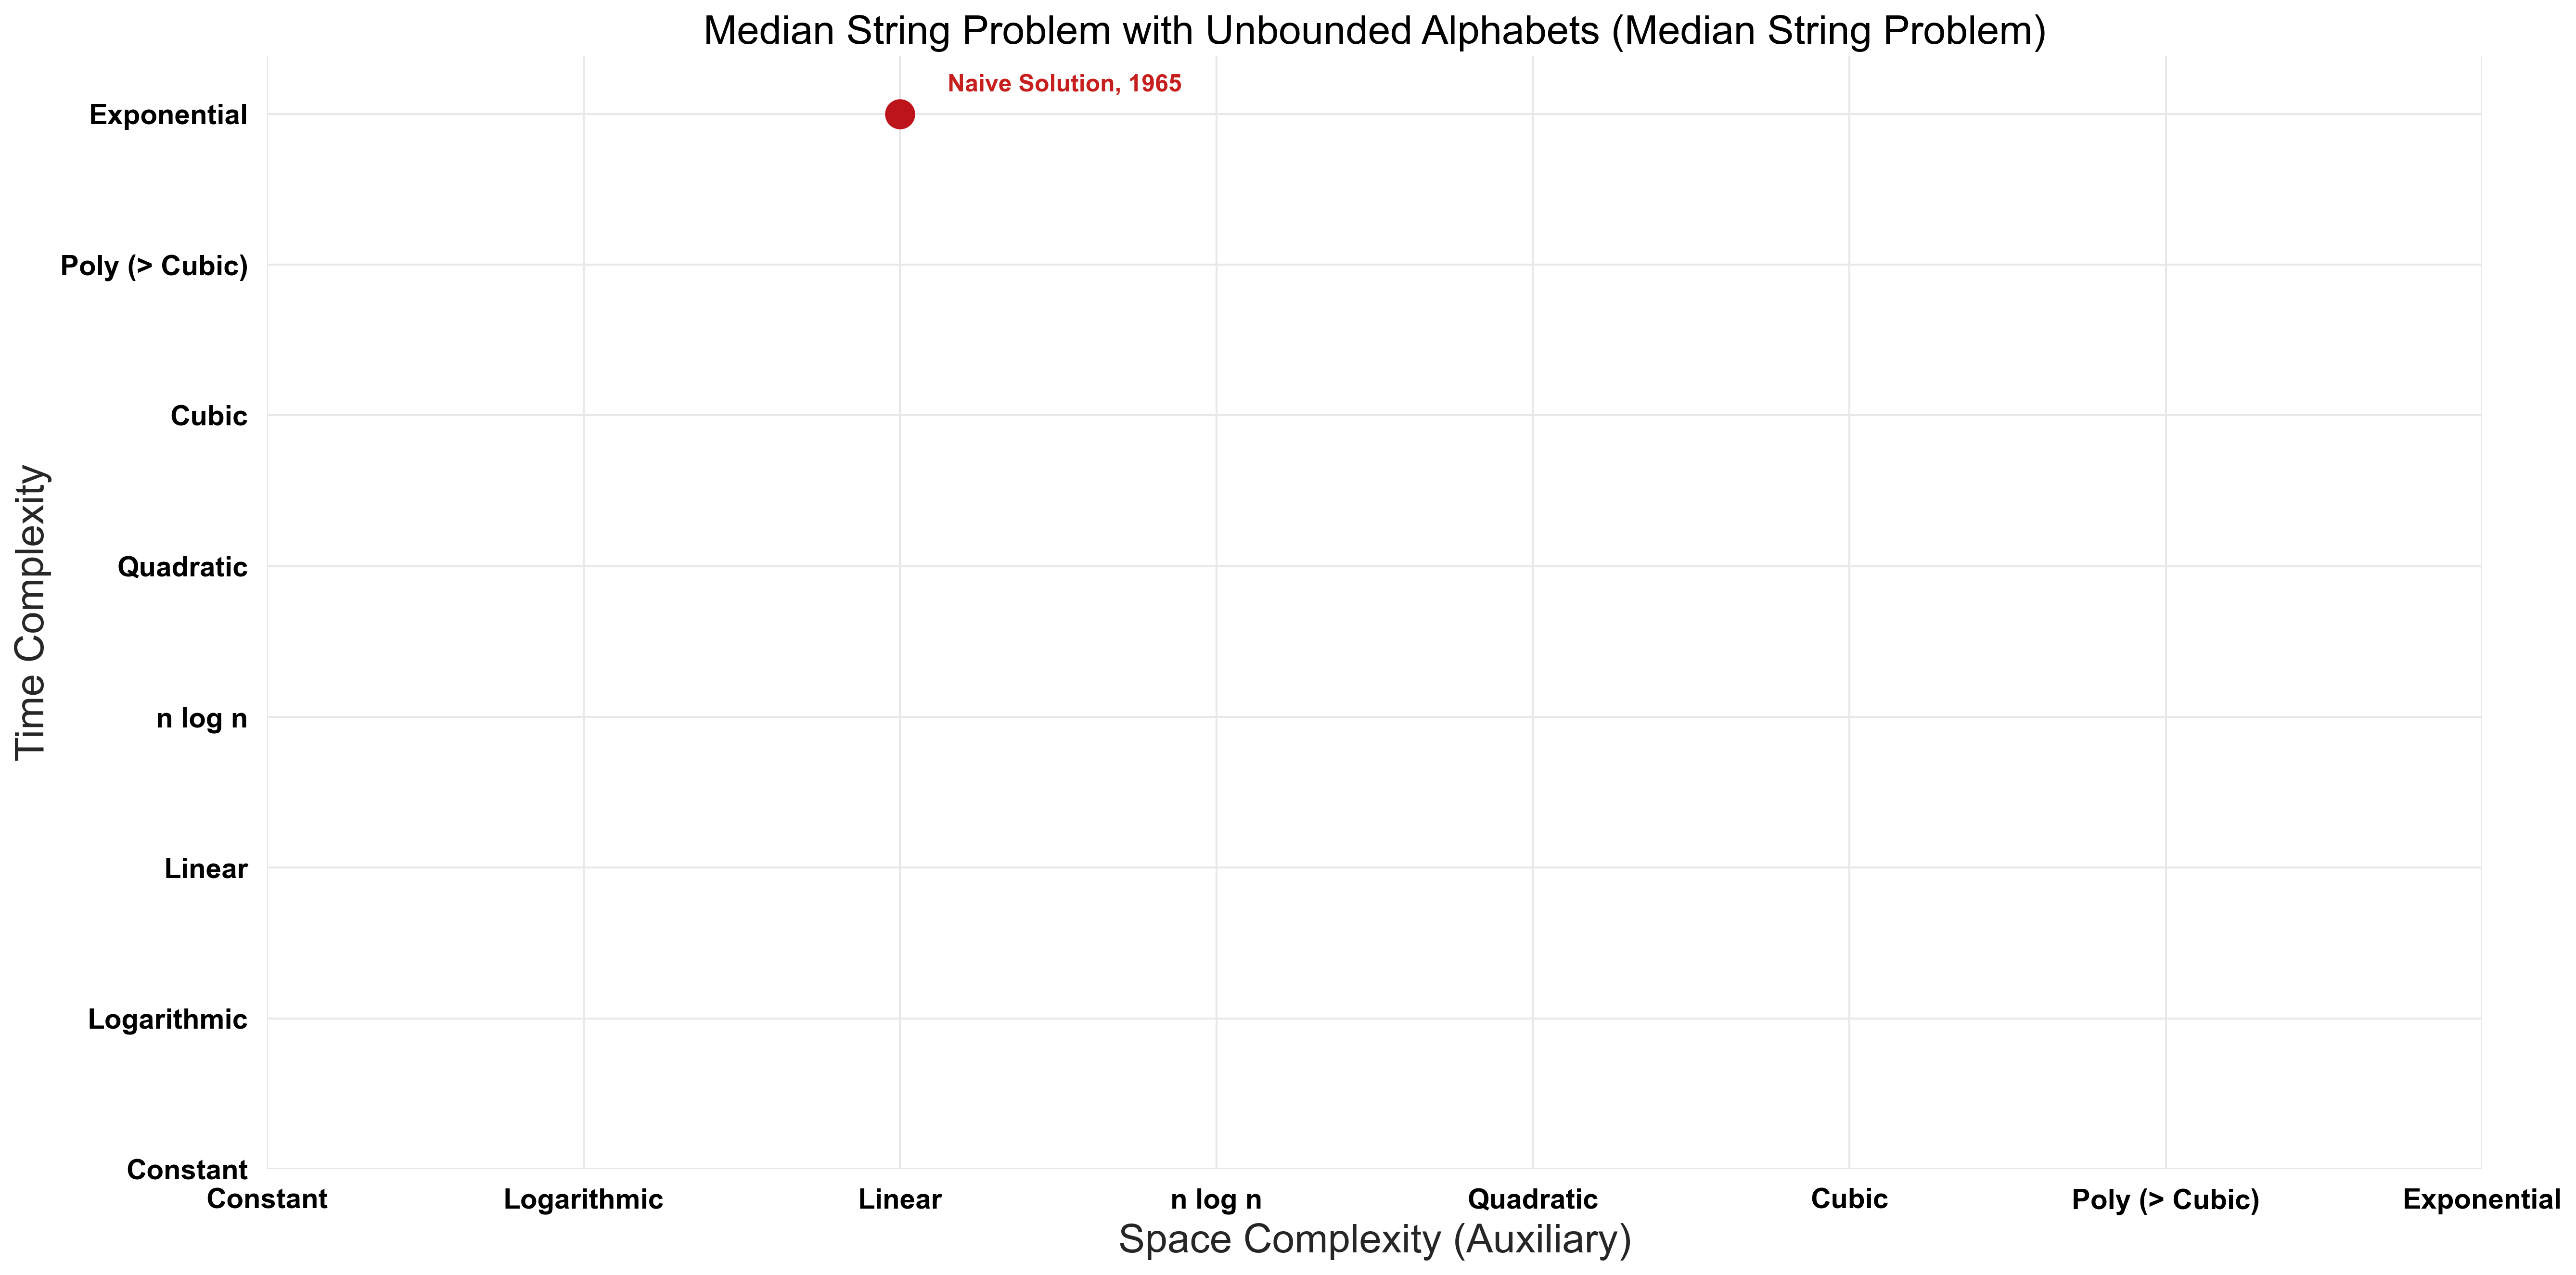 Median String Problem with Unbounded Alphabets (Median String Problem)
Naive Solution, 1965
Time Complexity
Exponential
Poly (> Cubic)
Cubic
Quadratic
n log n
Linear
Logarithmic
Constant
Constant Logarithmic Linear n log n Quadratic Cubic Poly (> Cubic) Exponential
Space Complexity (Auxiliary)